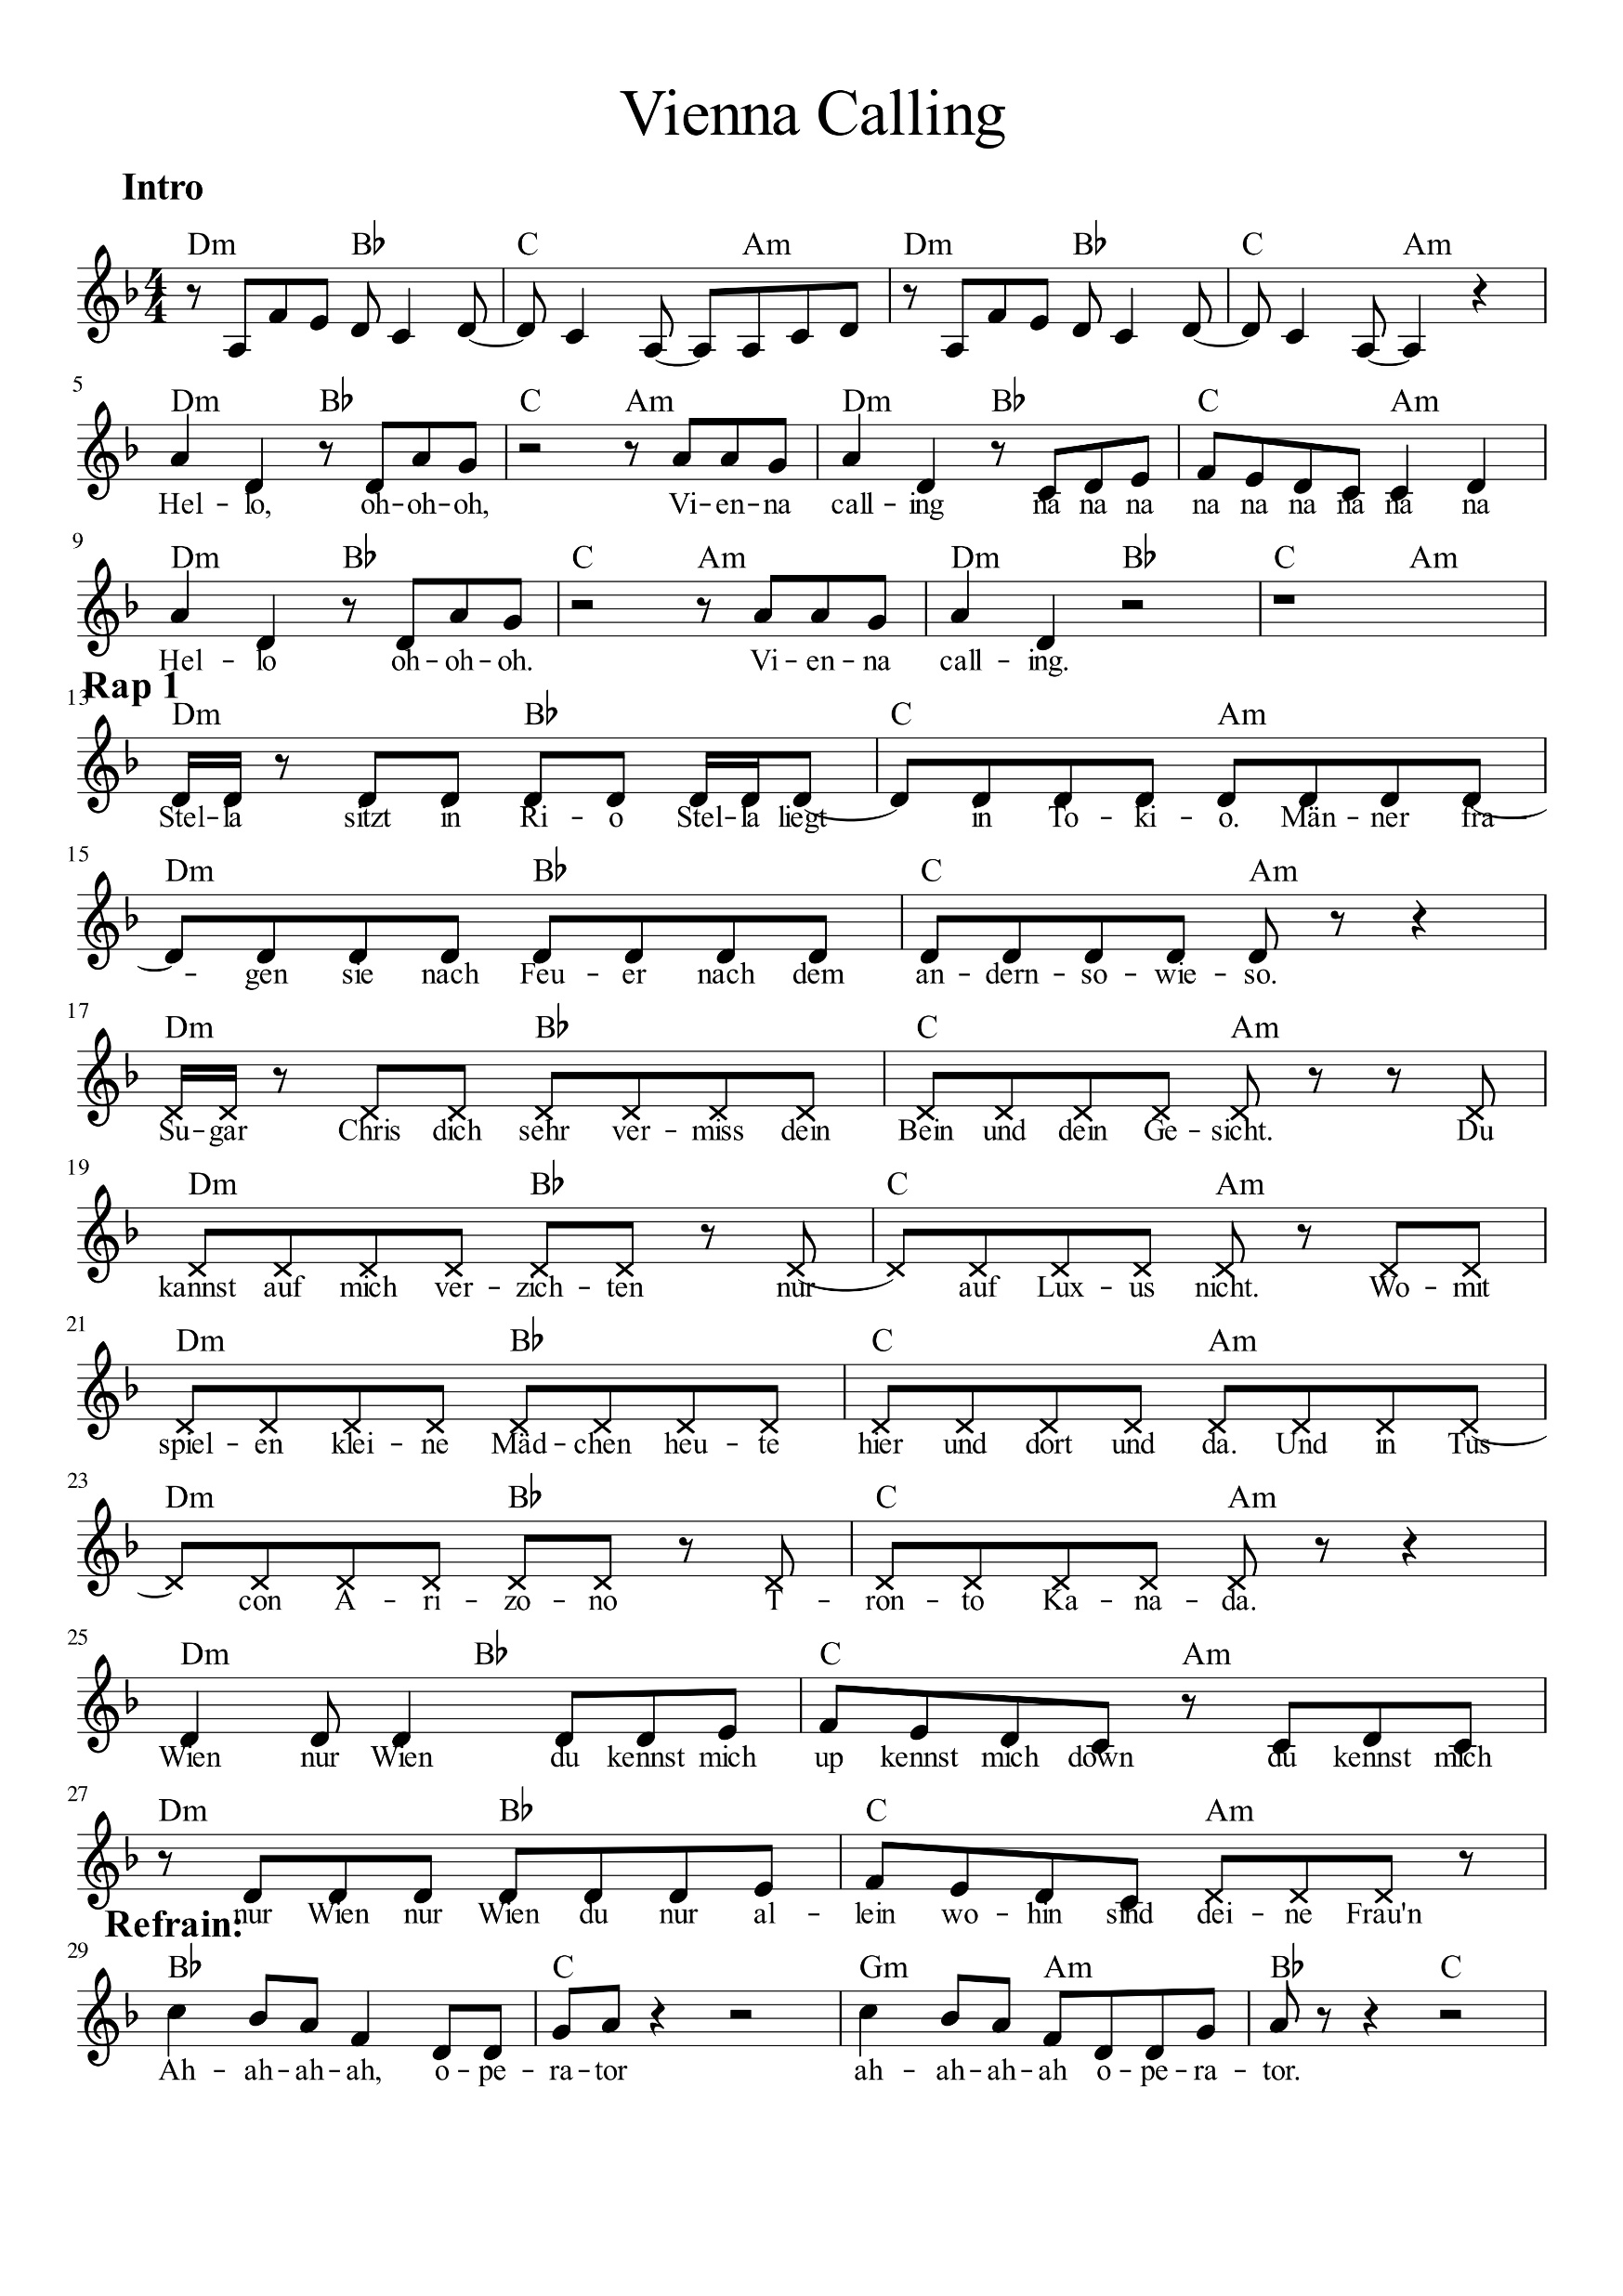 Vienna Calling
Intro
Dm B♭ C Am Dm B♭ C Am
5
Dm B♭ C Am Dm B♭ C Am
Hel – lo, oh – oh – oh, Vi – en – na call – ing na na na na na na na na na
9
Dm B♭ C Am Dm B♭ C Am
Hel – lo oh – oh – oh. Vi – en – na call – ing.
Rap 1
13
Dm B♭ C Am
Stel – la sitzt in Ri – o Stel – la liegt in To – ki – o. Män – ner fra –
15
Dm B♭ C Am
– gen sie nach Feu – er nach dem an – dern – so – wie – so.
17
Dm B♭ C Am
Su – gar Chris dich sehr ver – miss dein Bein und dein Ge – sicht. Du
19
Dm B♭ C Am
kannst auf mich ver – zich – ten nur auf Lux – us nicht. Wo – mit
21
Dm B♭ C Am
spiel – en klei – ne Mäd – chen heu – te hier und dort und da. Und in Tus
23
Dm B♭ C Am
con A – ri – zo – no T – ron – to Ka – na – da.
25
Dm B♭ C Am
Wien nur Wien du kennst mich up kennst mich down du kennst mich
27
Dm B♭ C Am
nur Wien nur Wien du nur al – lein wo – hin sind dei – ne Frau'n
Refrain:
29
B♭ C Gm Am B♭ C
Ah – ah – ah – ah, o – pe – ra – tor ah – ah – ah – ah o – pe – ra – tor.